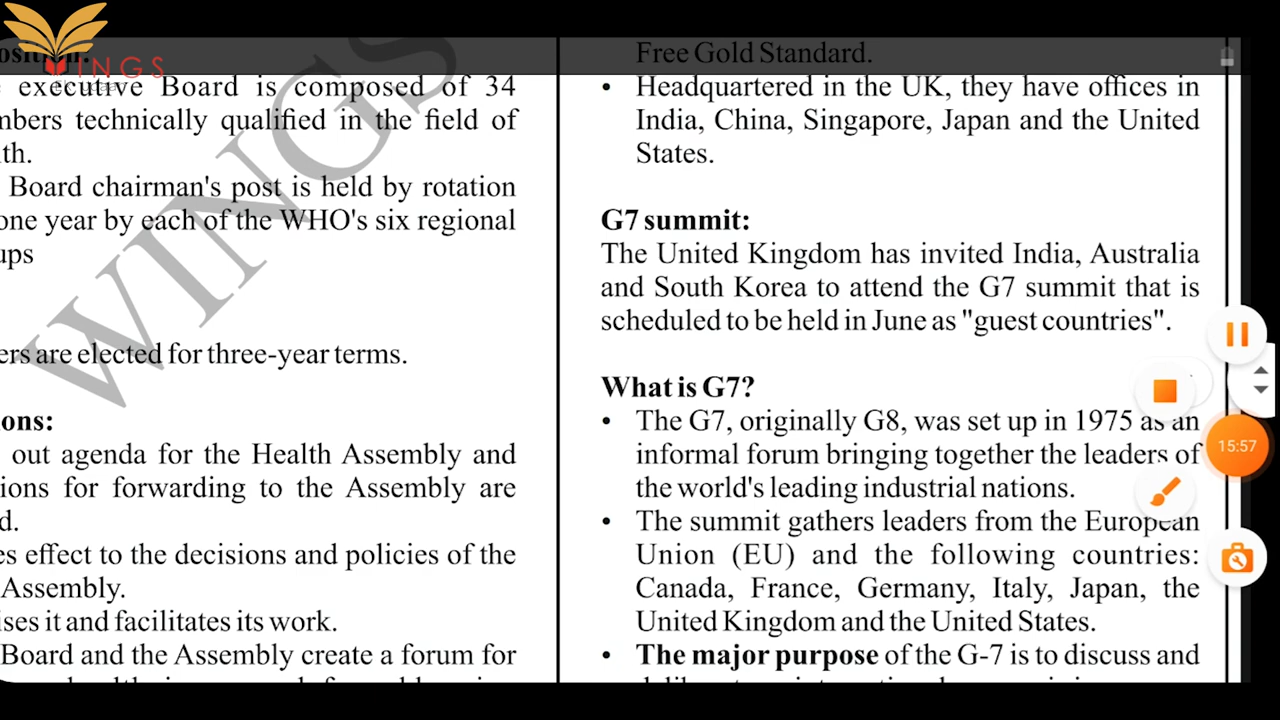 WINGS
osition:
e executive Board is composed of 34
mbers technically qualified in the field of
lth.
Board chairman's post is held by rotation
one year by each of the WHO's six regional
ups
ers are elected for three-year terms.
ons:
out agenda for the Health Assembly and
ions for forwarding to the Assembly are
d.
es effect to the decisions and policies of the
Assembly.
ises it and facilitates its work.
Board and the Assembly create a forum for
WINGS
Free Gold Standard.
• Headquartered in the UK, they have offices in
India, China, Singapore, Japan and the United
States.
G7 summit:
The United Kingdom has invited India, Australia
and South Korea to attend the G7 summit that is
scheduled to be held in June as "guest countries".
What is G7?
• The G7, originally G8, was set up in 1975 as an
informal forum bringing together the leaders of
the world's leading industrial nations.
• The summit gathers leaders from the European
Union (EU) and the following countries:
Canada, France, Germany, Italy, Japan, the
United Kingdom and the United States.
• The major purpose of the G-7 is to discuss and
15:57